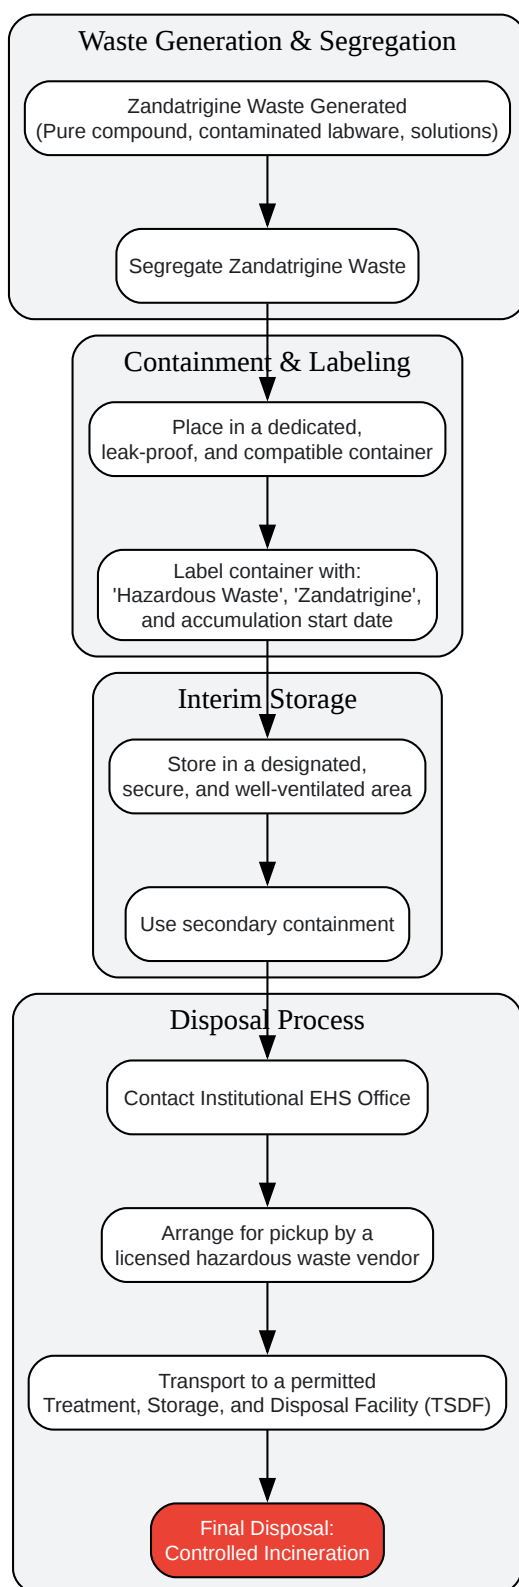 Waste Generation & Segregation
Zandatrigine Waste Generated
(Pure compound, contaminated labware, solutions)
Segregate Zandatrigine Waste
Containment & Labeling
Place in a dedicated,
leak-proof, and compatible container
Label container with:
'Hazardous Waste', 'Zandatrigine',
and accumulation start date
Interim Storage
Store in a designated,
secure, and well-ventilated area
Use secondary containment
Disposal Process
Contact Institutional EHS Office
Arrange for pickup by a
licensed hazardous waste vendor
Transport to a permitted
Treatment, Storage, and Disposal Facility (TSDF)
Final Disposal:
Controlled Incineration